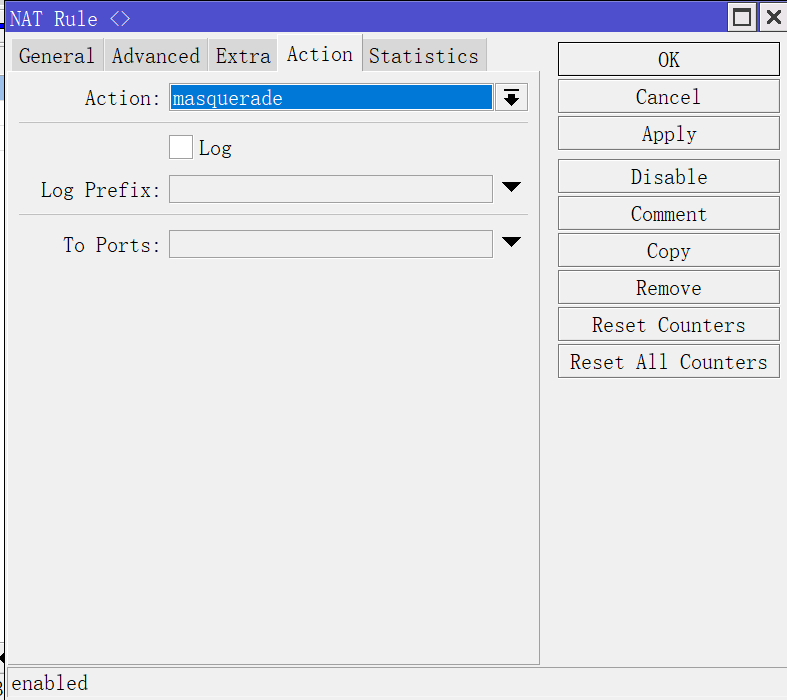 NAT Rule <>
General Advanced Extra Action Statistics
Action: masquerade
Log
Log Prefix:
To Ports:
OK
Cancel
Apply
Disable
Comment
Copy
Remove
Reset Counters
Reset All Counters
enabled